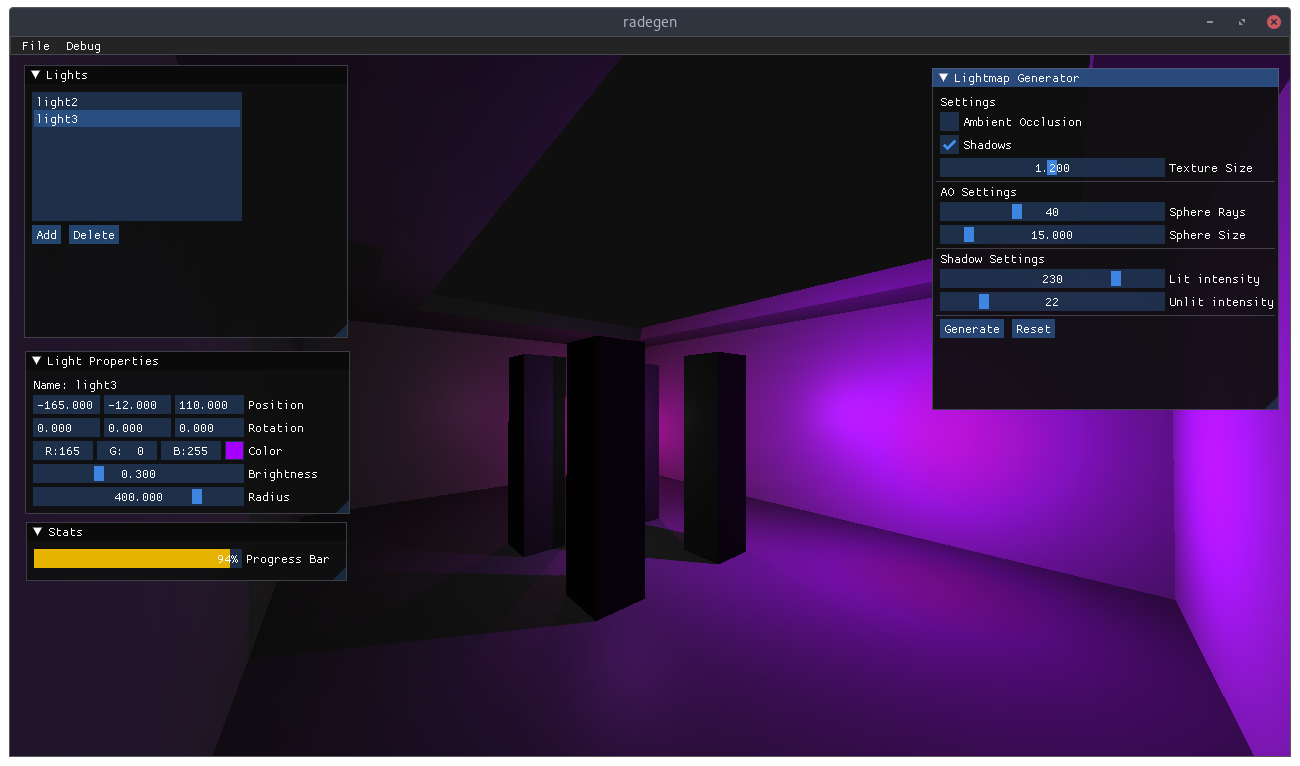 radegen
File Debug
Lights
light2
light3
Add Delete
Light Properties
Name: light3
-165.000 -12.000 110.000 Position
0.000 0.000 0.000 Rotation
R:165 G: 0 B:255 Color
0.300 Brightness
400.000 Radius
Stats
94% Progress Bar
Lightmap Generator
Settings
Ambient Occlusion
Shadows
1.200 Texture Size
AO Settings
40 Sphere Rays
15.000 Sphere Size
Shadow Settings
230 Lit intensity
22 Unlit intensity
Generate Reset